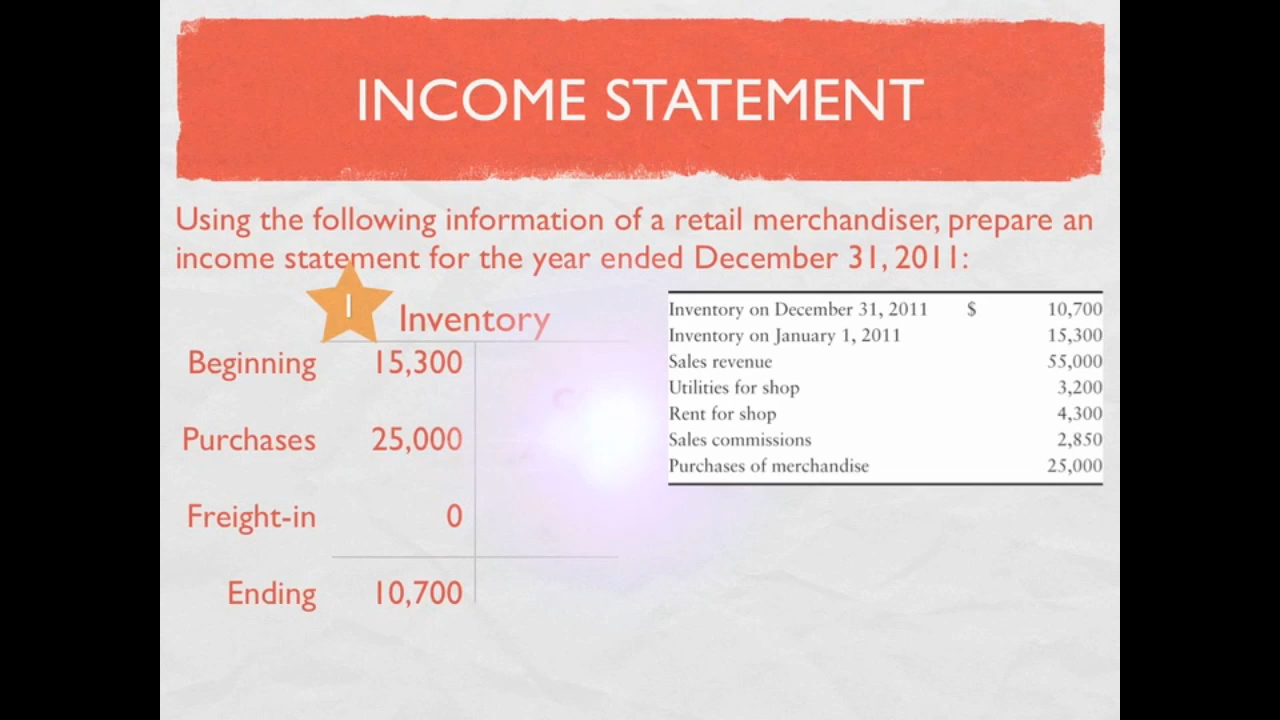 INCOME STATEMENT
Using the following information of a retail merchandiser, prepare an
income statement for the year ended December 31, 2011:
1 Inventory
Beginning 15,300
Purchases 25,000
Freight-in 0
Ending 10,700
Inventory on December 31, 2011 $ 10,700
Inventory on January 1, 2011 15,300
Sales revenue 55,000
Utilities for shop 3,200
Rent for shop 4,300
Sales commissions 2,850
Purchases of merchandise 25,000